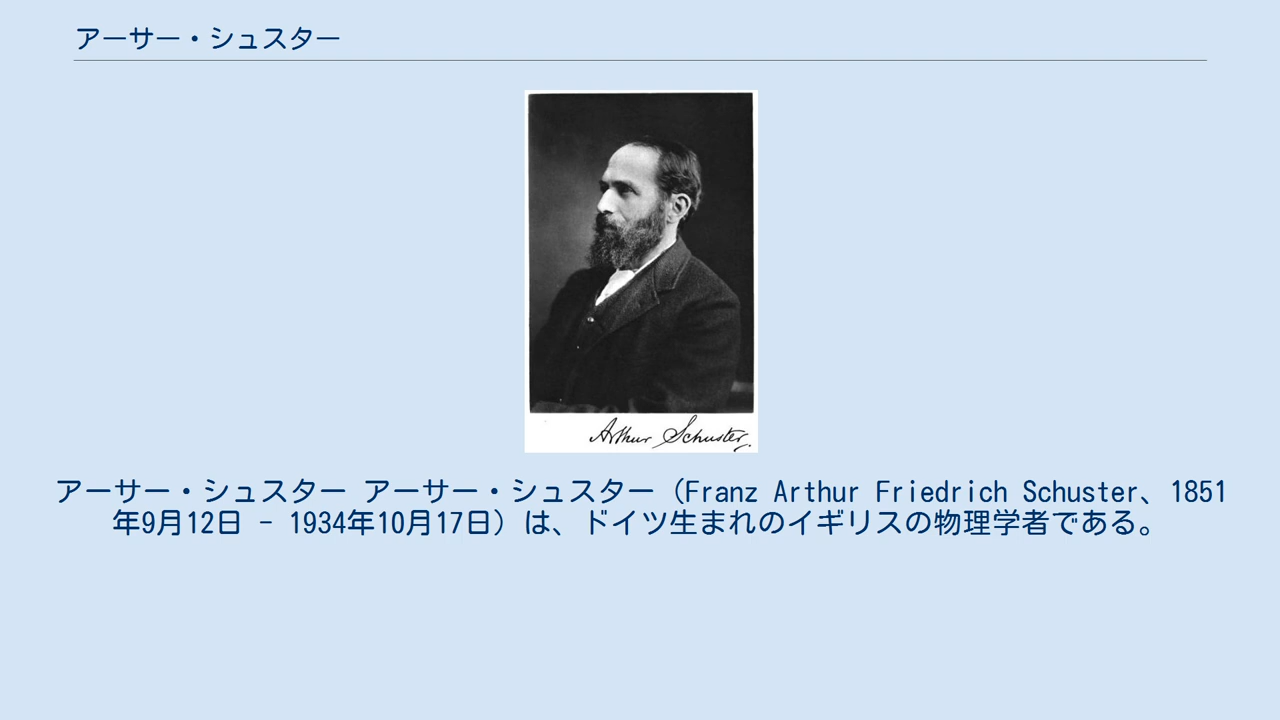 アーサー・シュスター
Arthur Schuster.
アーサー・シュスター アーサー・シュスター（Franz Arthur Friedrich Schuster、1851
年9月12日 - 1934年10月17日）は、ドイツ生まれのイギリスの物理学者である。